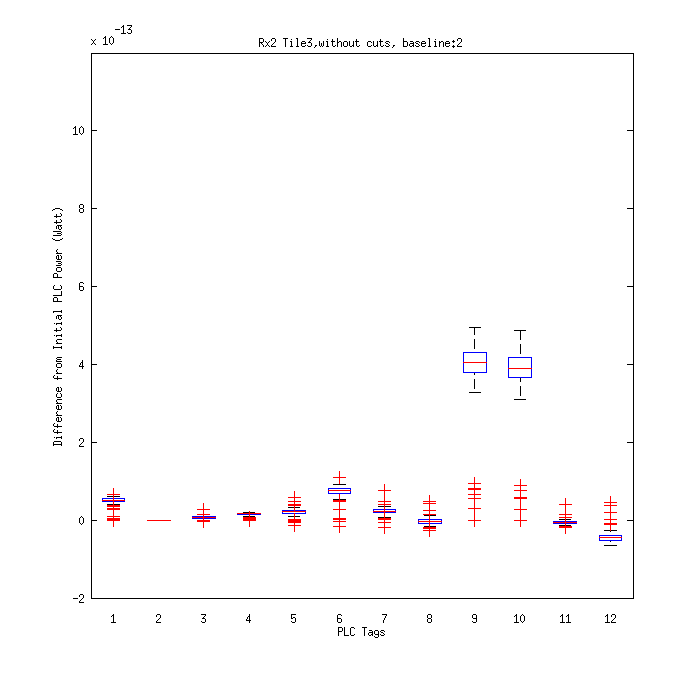 x 10-13
Rx2 Tile3,without cuts, baseline:2
10
8
6
4
2
0
-2
Difference from Initial PLC Power (Watt)
1 2 3 4 5 6 7 8 9 10 11 12
PLC Tags